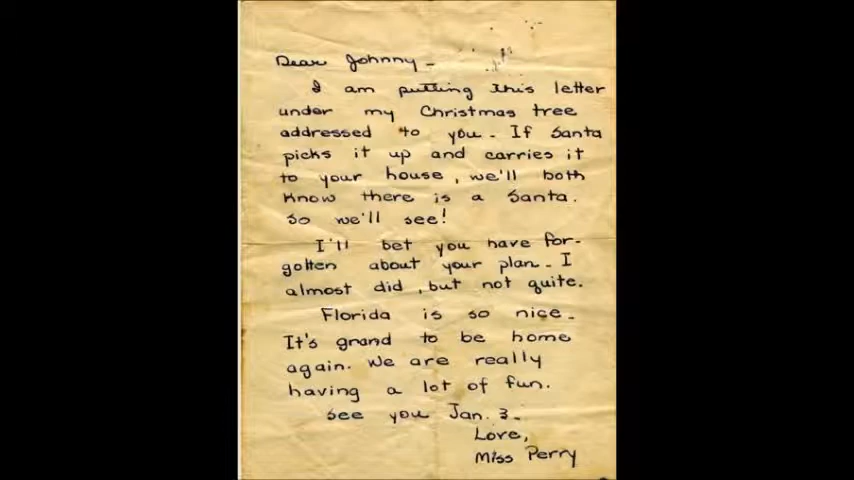 Dear Johnny -
I am putting this letter
under my Christmas tree
addressed to you. If Santa
picks it up and carries it
to your house, we'll both
know there is a Santa.
So we'll see!
I'll bet you have for-
gotten about your plan. I
almost did, but not quite.
Florida is so nice.
It's grand to be home
again. We are really
having a lot of fun.
See you Jan. 3.
Love,
Miss Perry